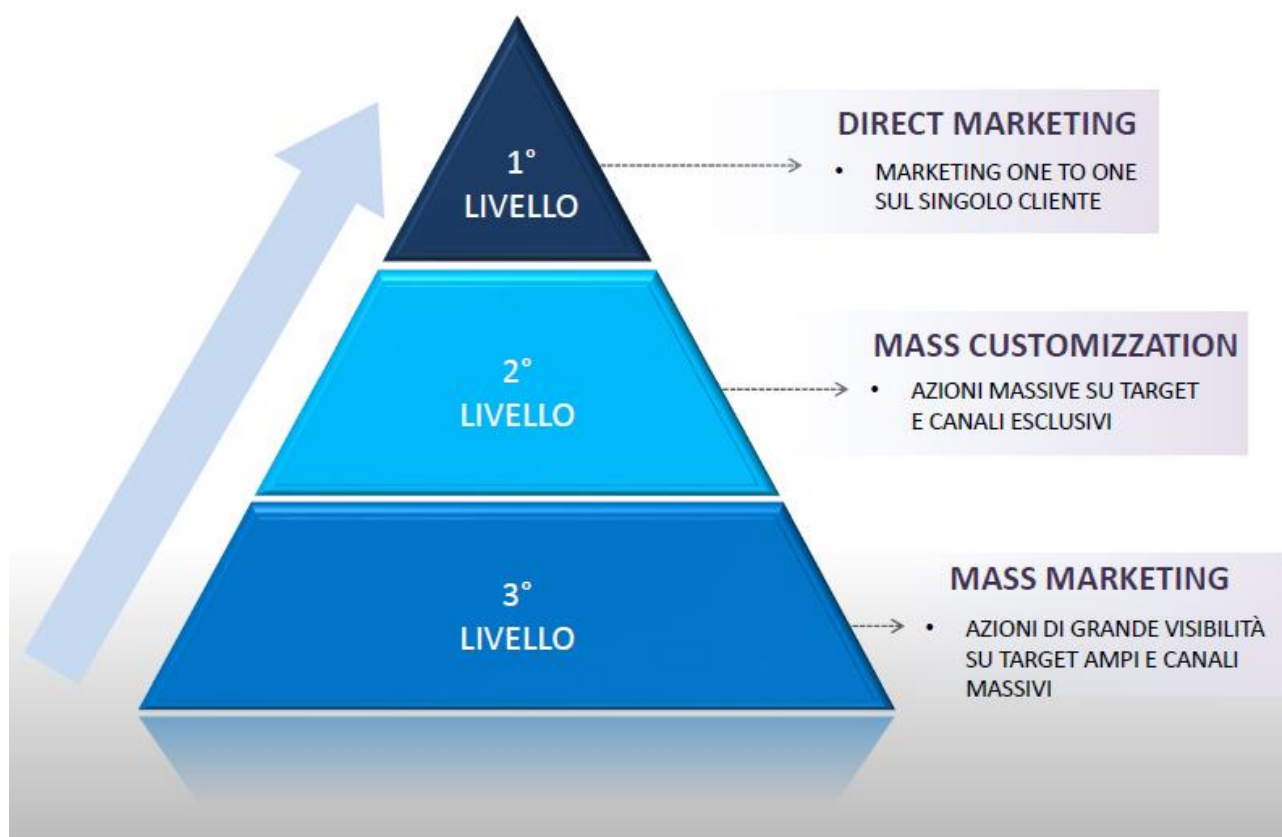 1°
LIVELLO
DIRECT MARKETING
• MARKETING ONE TO ONE
SUL SINGOLO CLIENTE
2°
LIVELLO
MASS CUSTOMIZZATION
• AZIONI MASSIVE SU TARGET
E CANALI ESCLUSIVI
3°
LIVELLO
MASS MARKETING
• AZIONI DI GRANDE VISIBILITÀ
SU TARGET AMPI E CANALI
MASSIVI